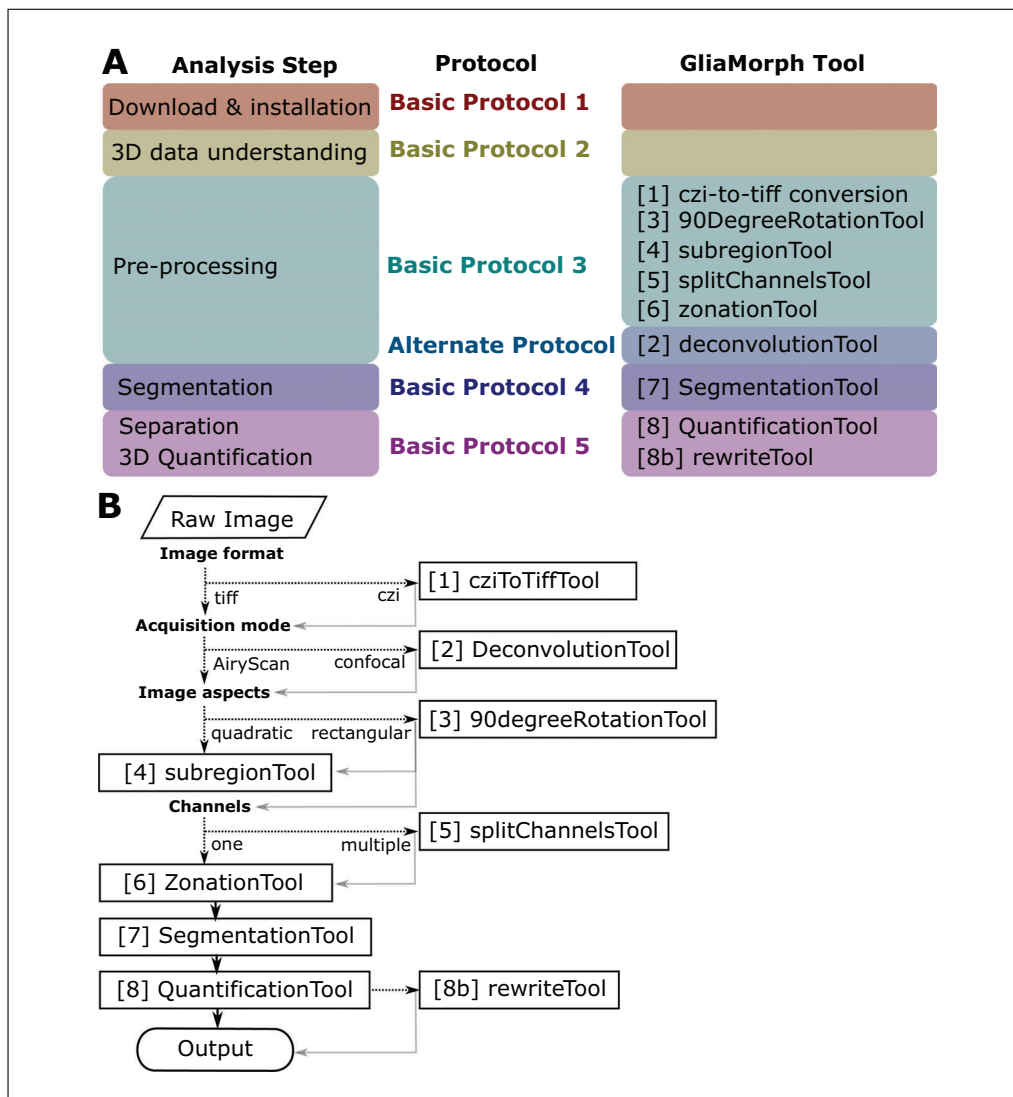 A
Analysis Step Protocol GliaMorph Tool
Download & installation Basic Protocol 1
3D data understanding Basic Protocol 2
Pre-processing Basic Protocol 3
[1] czi-to-tiff conversion
[3] 90DegreeRotationTool
[4] subregionTool
[5] splitChannelsTool
[6] zonationTool
Alternate Protocol [2] deconvolutionTool
Segmentation Basic Protocol 4 [7] SegmentationTool
Separation
3D Quantification
Basic Protocol 5
[8] QuantificationTool
[8b] rewriteTool
B
Raw Image
Image format
tiff czi
[1] cziToTiffTool
Acquisition mode
AiryScan confocal
[2] DeconvolutionTool
Image aspects
quadratic rectangular
[3] 90degreeRotationTool
[4] subregionTool
Channels
one multiple
[5] splitChannelsTool
[6] ZonationTool
[7] SegmentationTool
[8] QuantificationTool
[8b] rewriteTool
Output